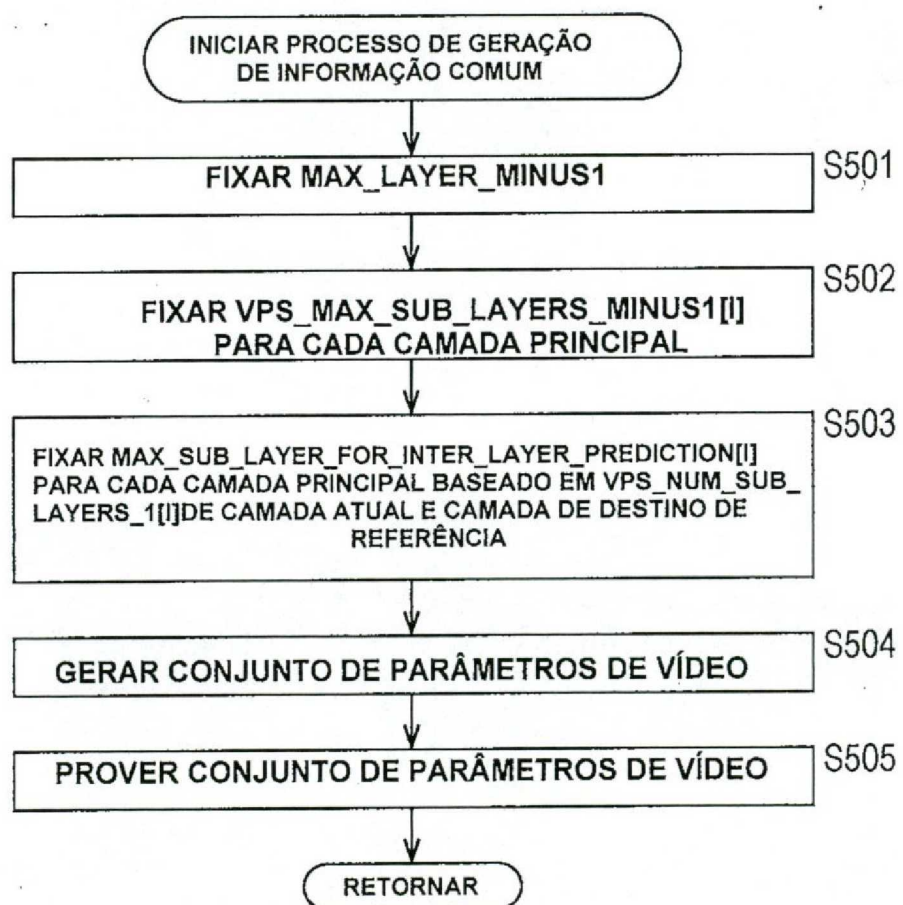 INICIAR PROCESSO DE GERAÇÃO
DE INFORMAÇÃO COMUM
FIXAR MAX_LAYER_MINUS1
S501
FIXAR VPS_MAX_SUB_LAYERS_MINUS1[I]
PARA CADA CAMADA PRINCIPAL
S502
FIXAR MAX_SUB_LAYER_FOR_INTER_LAYER_PREDICTION[I]
PARA CADA CAMADA PRINCIPAL BASEADO EM VPS_NUM_SUB_
LAYERS_1[I]DE CAMADA ATUAL E CAMADA DE DESTINO DE
REFERÊNCIA
S503
GERAR CONJUNTO DE PARÂMETROS DE VÍDEO
S504
PROVER CONJUNTO DE PARÂMETROS DE VÍDEO
S505
RETORNAR